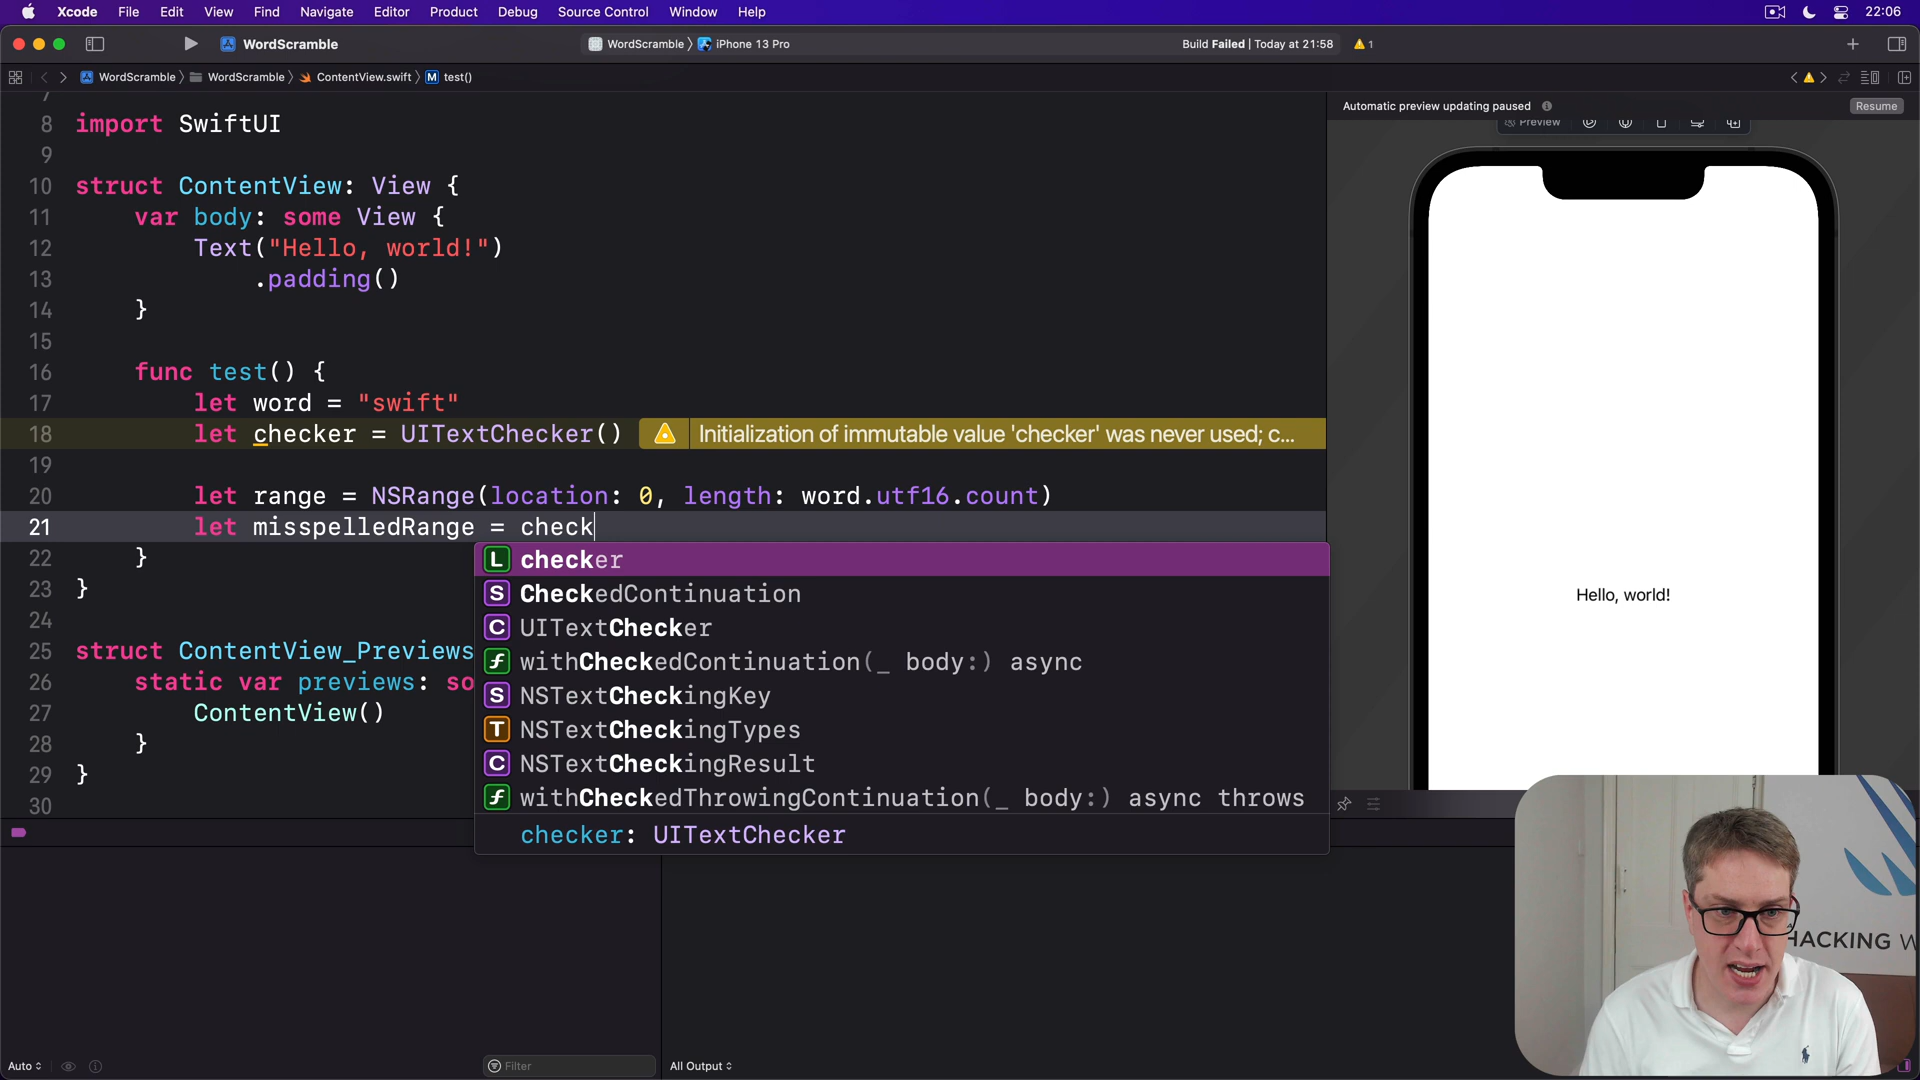 Xcode File Edit View Find Navigate Editor Product Debug Source Control Window Help 22:06
WordScramble WordScramble iPhone 13 Pro Build Failed | Today at 21:58 1
WordScramble WordScramble ContentView.swift M test()
Automatic preview updating paused Resume
Preview
7
8 import SwiftUI
9
10 struct ContentView: View {
11 var body: some View {
12 Text("Hello, world!")
13 .padding()
14 }
15
16 func test() {
17 let word = "swift"
18 let checker = UITextChecker() Initialization of immutable value 'checker' was never used; c...
19
20 let range = NSRange(location: 0, length: word.utf16.count)
21 let misspelledRange = check
22 }
23 }
24
25 struct ContentView_Previews
26 static var previews: so
27 ContentView()
28 }
29 }
30
L checker
S CheckedContinuation
C UITextChecker
f withCheckedContinuation(_ body:) async
S NSTextCheckingKey
T NSTextCheckingTypes
C NSTextCheckingResult
f withCheckedThrowingContinuation(_ body:) async throws
checker: UITextChecker
Hello, world!
HACKING W
Auto Filter All Output